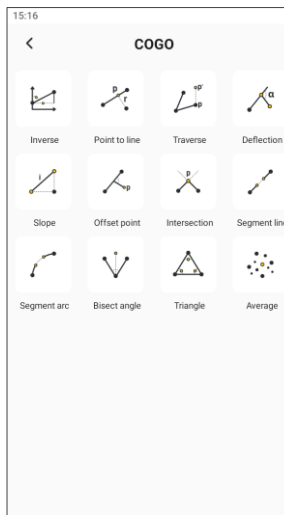 15:16
COGO
p
r
p'
p
α
Inverse Point to line Traverse Deflection
i
p
p
Slope Offset point Intersection Segment line
Segment arc Bisect angle Triangle Average